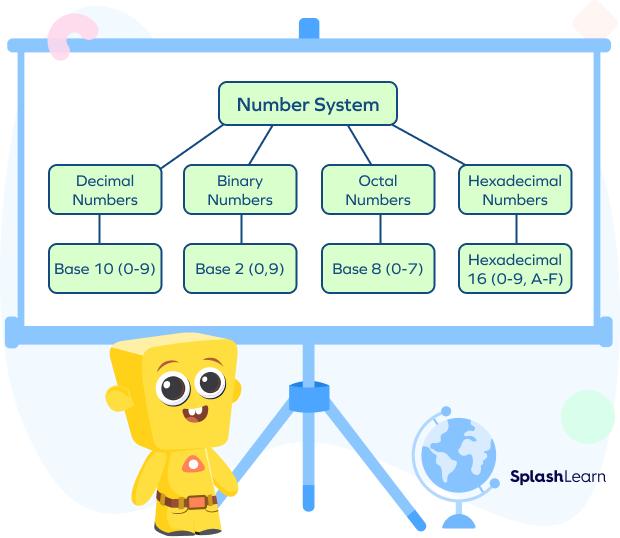 Number System
Decimal
Numbers
Binary
Numbers
Octal
Numbers
Hexadecimal
Numbers
Base 10 (0-9)
Base 2 (0,9)
Base 8 (0-7)
Hexadecimal
16 (0-9, A-F)
SplashLearn